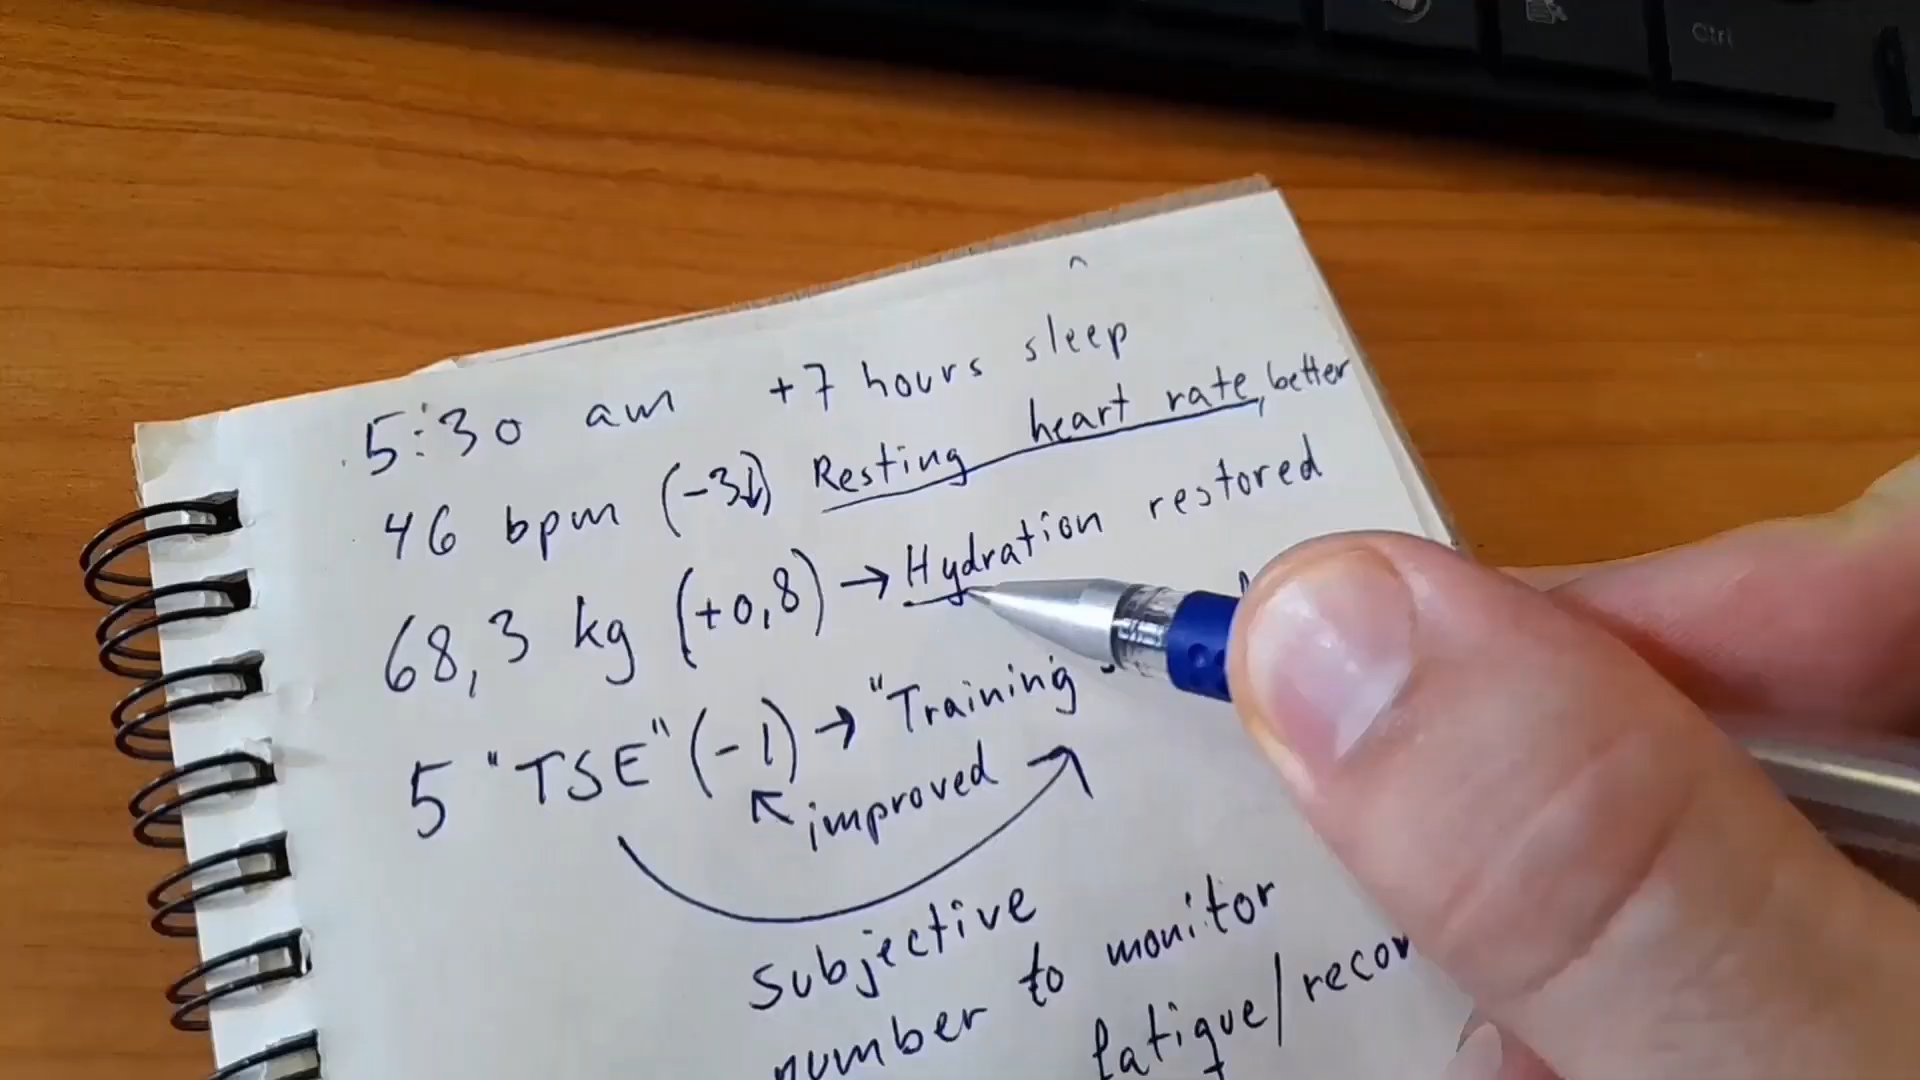 Ctrl
5:30 am +7 hours sleep
46 bpm (-3↓) Resting heart rate, better
68,3 kg (+0,8) → Hydration restored
5 "TSE" (-1) → "Training
improved
subjective
number to monitor
fatigue/